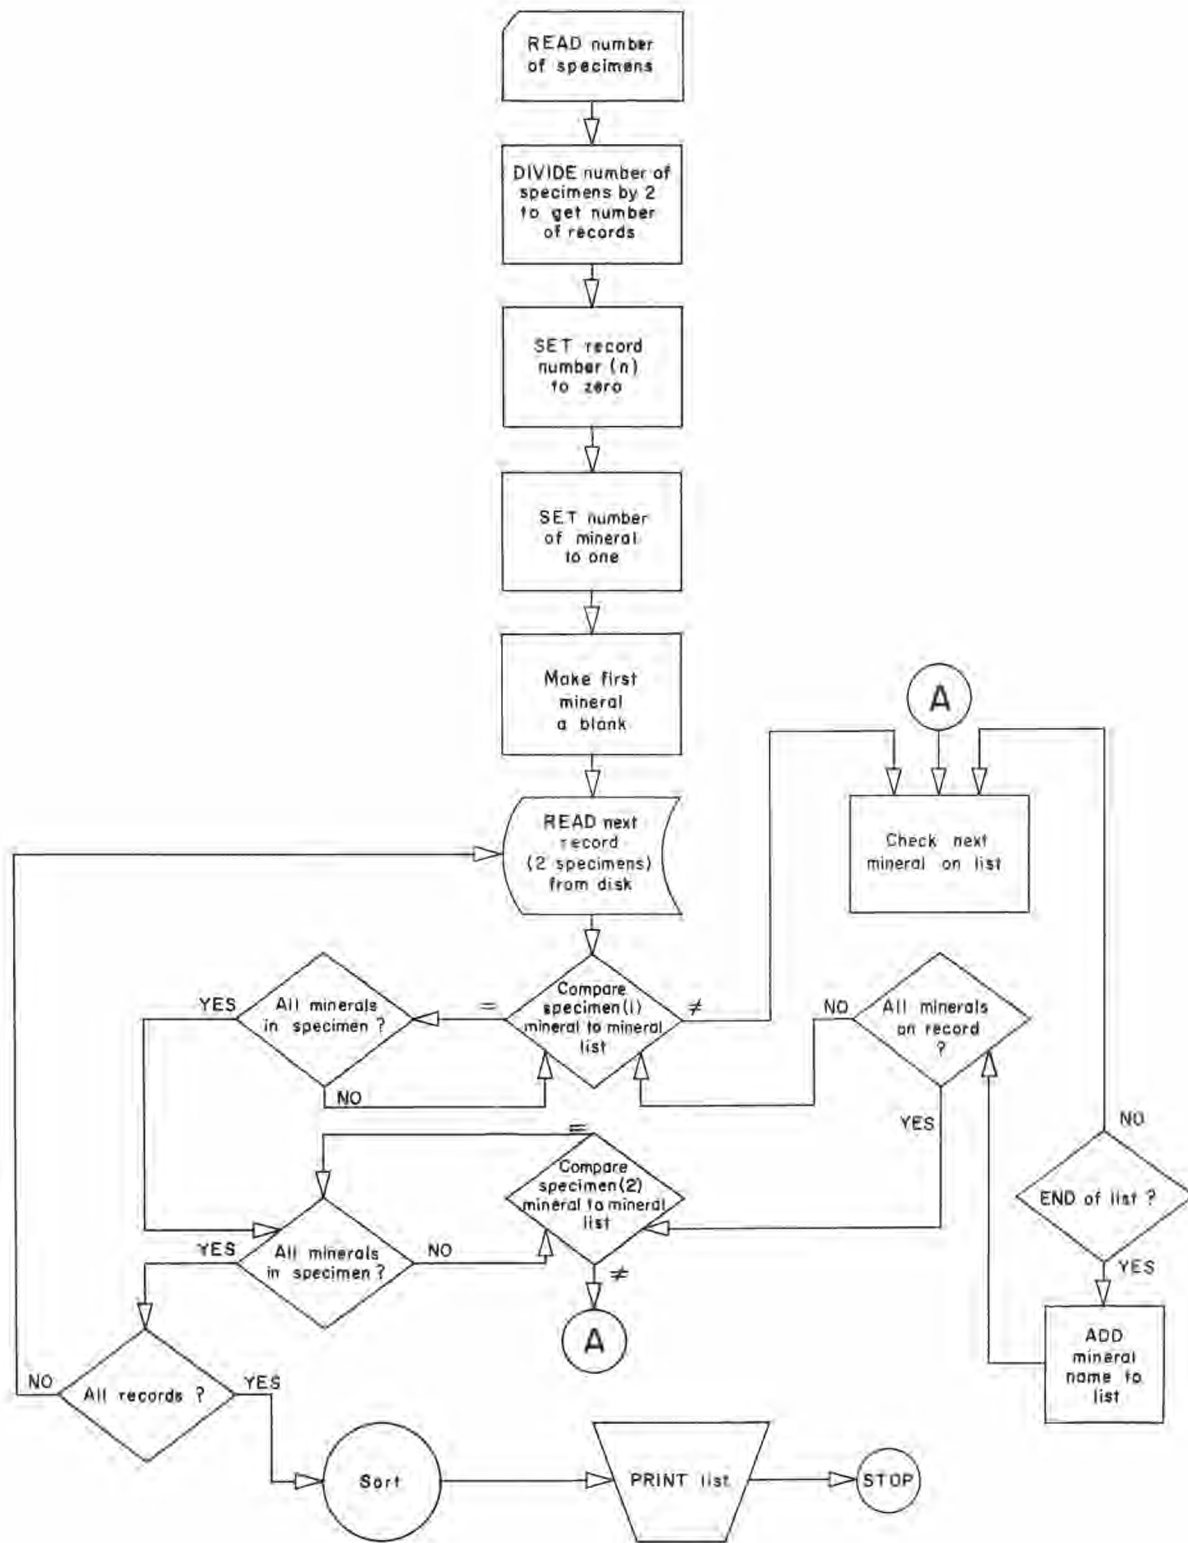 READ number
of specimens
DIVIDE number of
specimens by 2
to get number
of records
SET record
number (n)
to zero
SET number
of mineral
to one
Make first
mineral
a blank
A
READ next
record
(2 specimens)
from disk
Check next
mineral on list
YES
All minerals
in specimen ?
=
Compare
specimen(1)
mineral to mineral
list
≠
NO
All minerals
on record
?
NO
YES
NO
=
Compare
specimen(2)
mineral to mineral
list
END of list ?
YES
All minerals
in specimen ?
NO
≠
YES
A
ADD
mineral
name to
list
NO
All records ?
YES
Sort
PRINT list
STOP